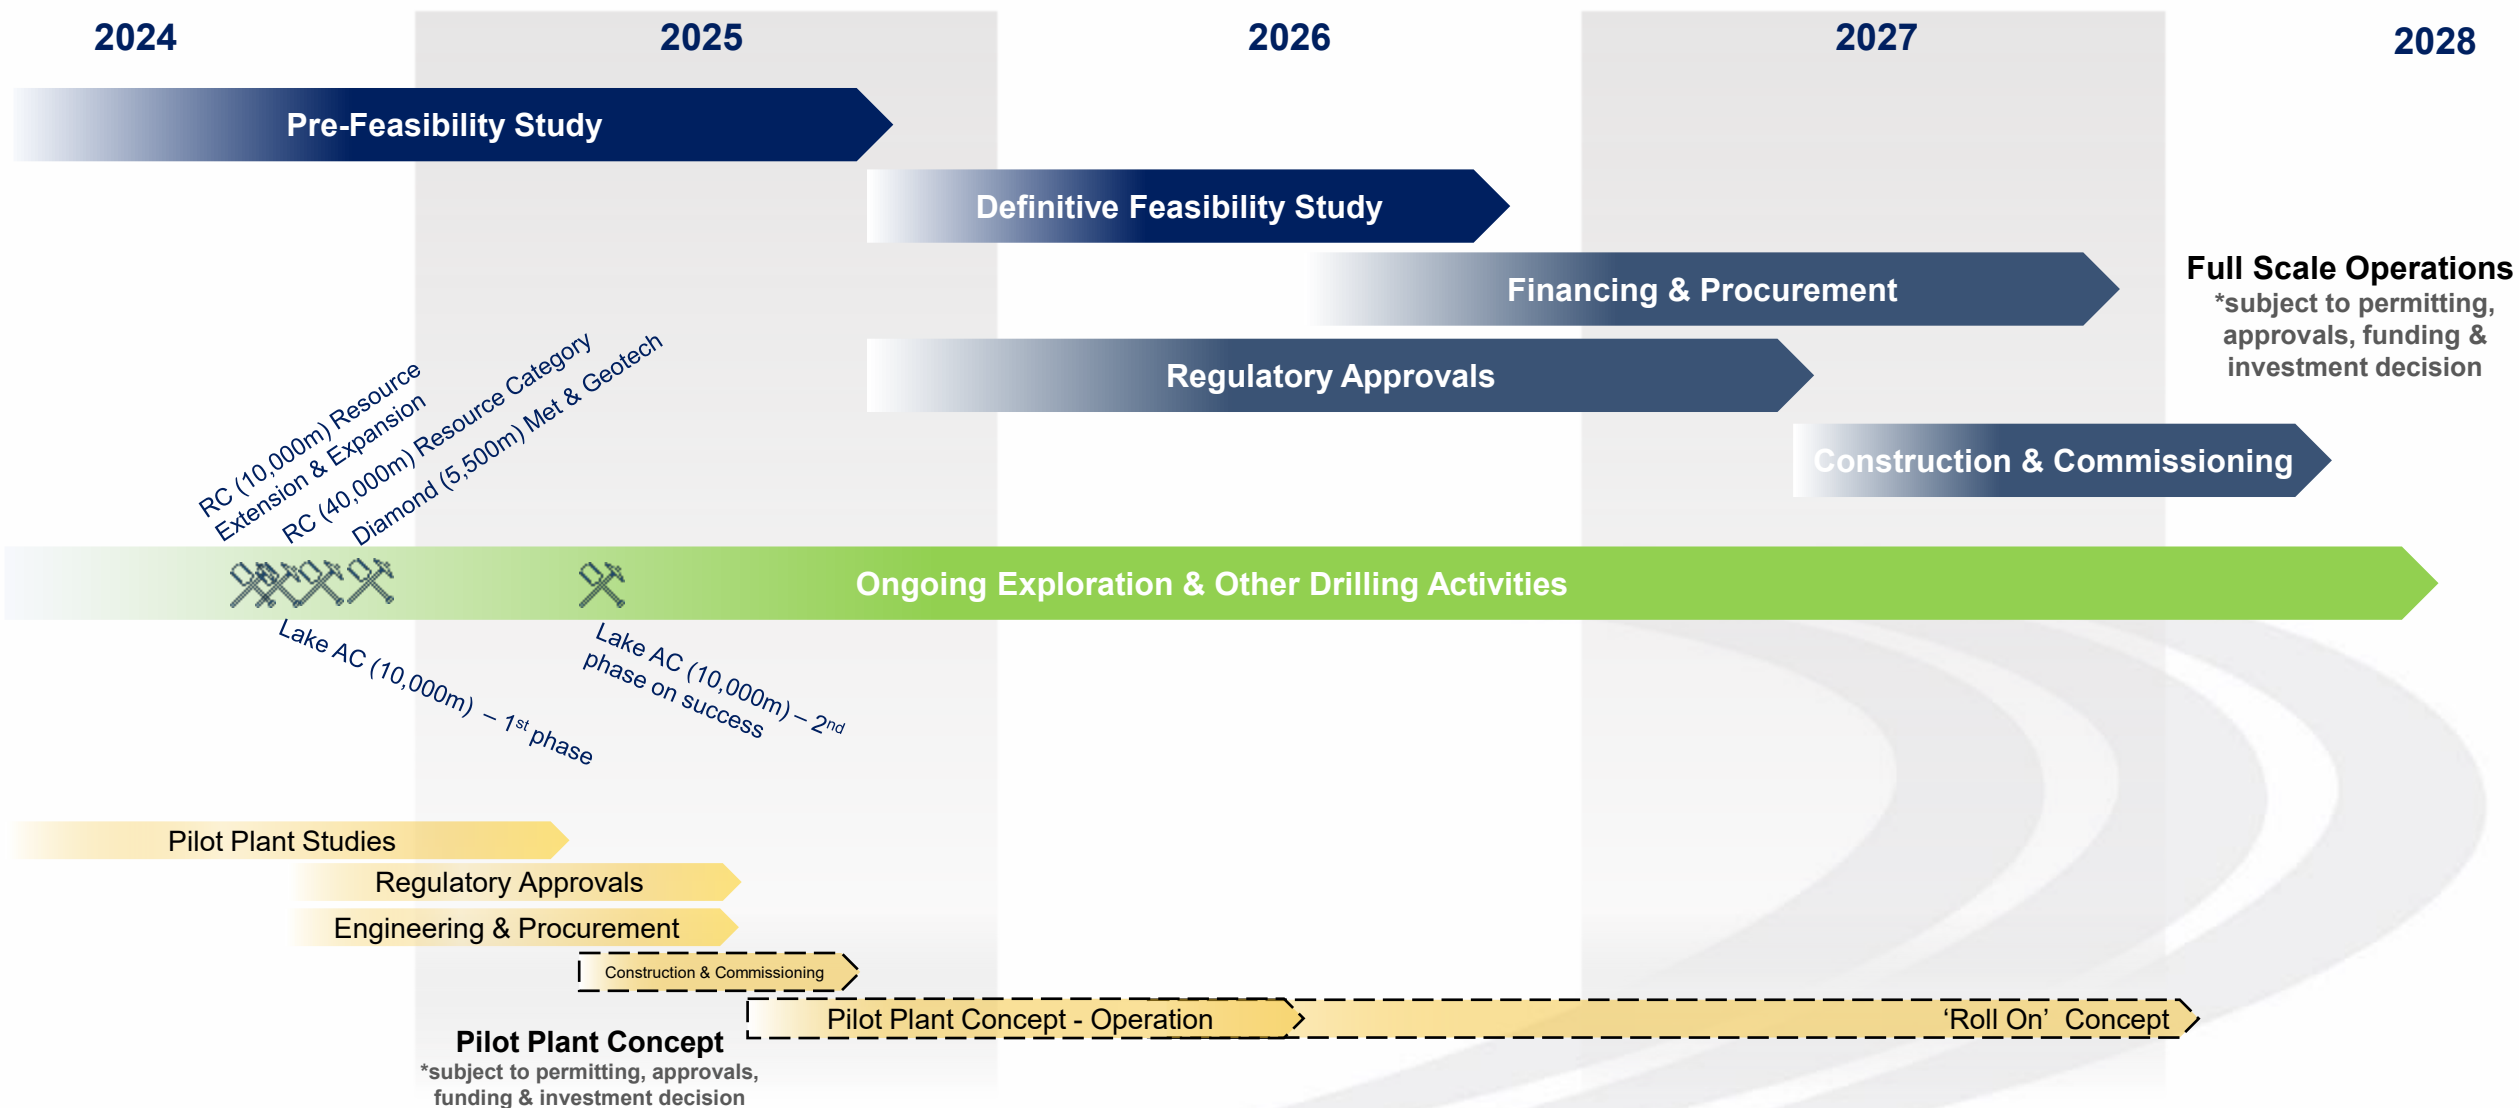 2024
2025
2026
2027
2028
Pre-Feasibility Study
Definitive Feasibility Study
Financing & Procurement
Full Scale Operations
*subject to permitting,
approvals, funding &
investment decision
Regulatory Approvals
Construction & Commissioning
RC (10,000m) Resource
Extension & Expansion
RC (40,000m) Resource Category
Diamond (5,500m) Met & Geotech
Ongoing Exploration & Other Drilling Activities
Lake AC (10,000m) – 1st phase
Lake AC (10,000m) – 2nd
phase on success
Pilot Plant Studies
Regulatory Approvals
Engineering & Procurement
Construction & Commissioning
Pilot Plant Concept - Operation
‘Roll On’ Concept
Pilot Plant Concept
*subject to permitting, approvals,
funding & investment decision